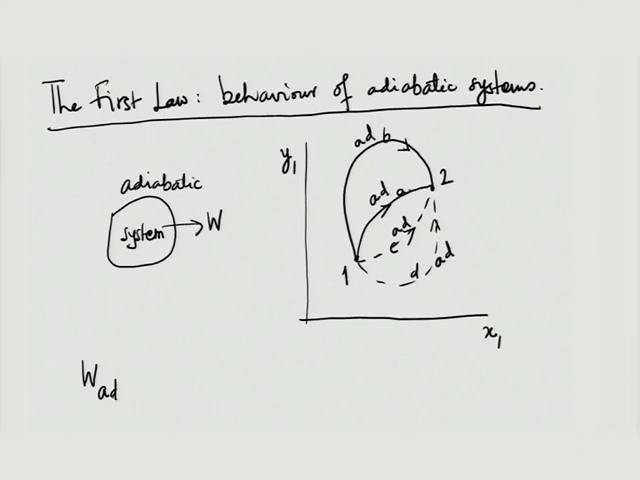 The First Law: behaviour of adiabatic systems.
adiabatic
system
W
y1
ad b
ad a
2
ad
c
1
d
ad
x1
Wad